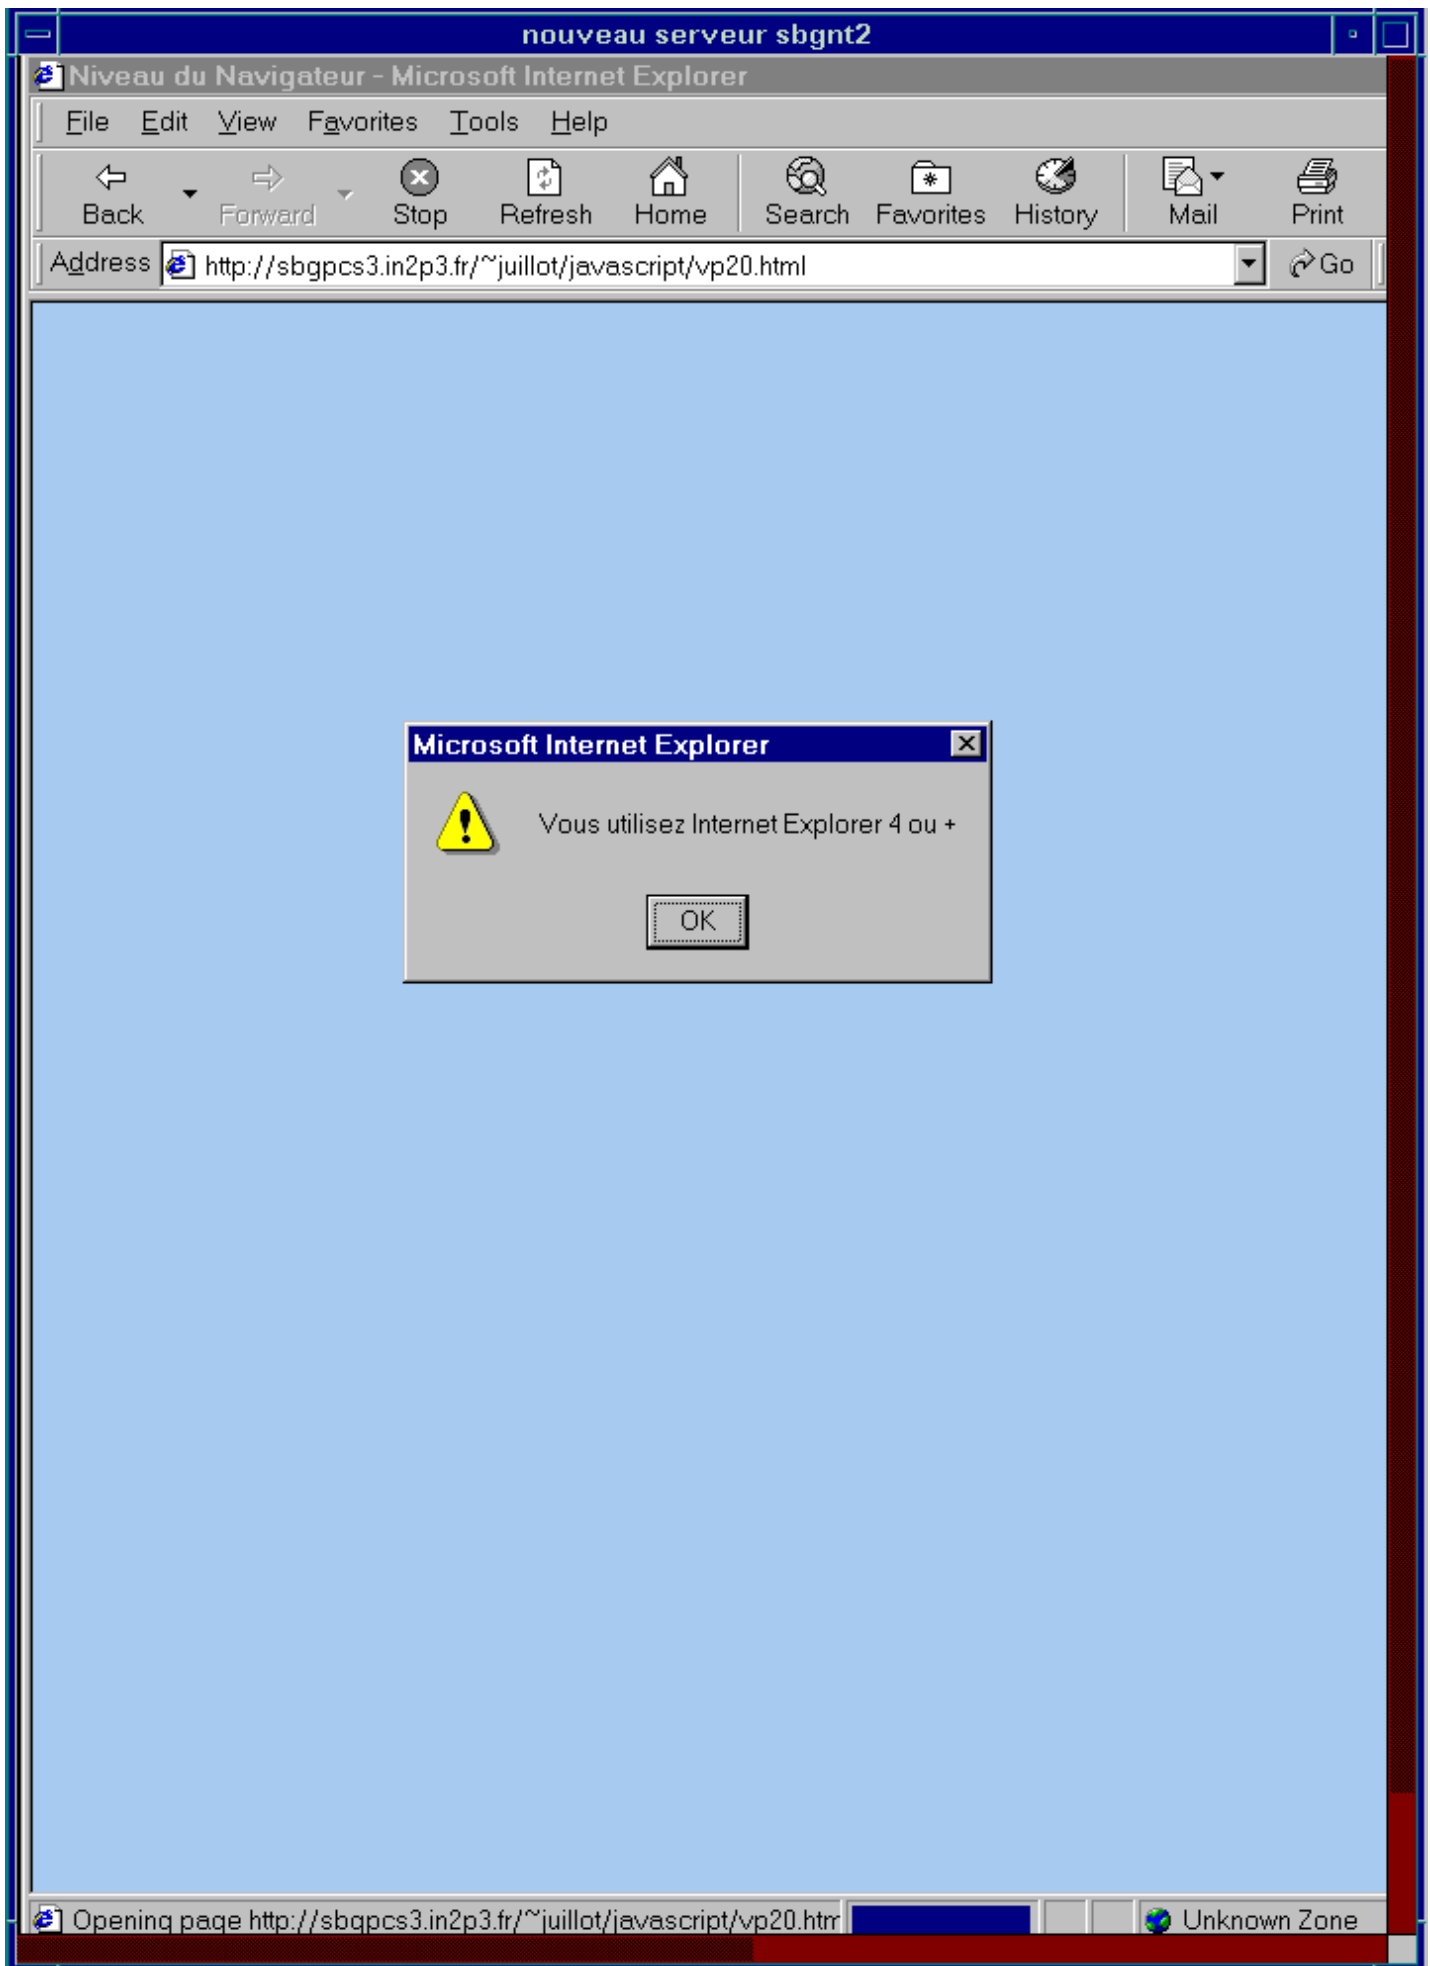 nouveau serveur sbgnt2
Niveau du Navigateur - Microsoft Internet Explorer
File Edit View Favorites Tools Help
Back Forward Stop Refresh Home Search Favorites History Mail Print
Address http://sbgpcs3.in2p3.fr/~juillot/javascript/vp20.html Go
Microsoft Internet Explorer
Vous utilisez Internet Explorer 4 ou +
OK
Opening page http://sbgpcs3.in2p3.fr/~juillot/javascript/vp20.htm Unknown Zone